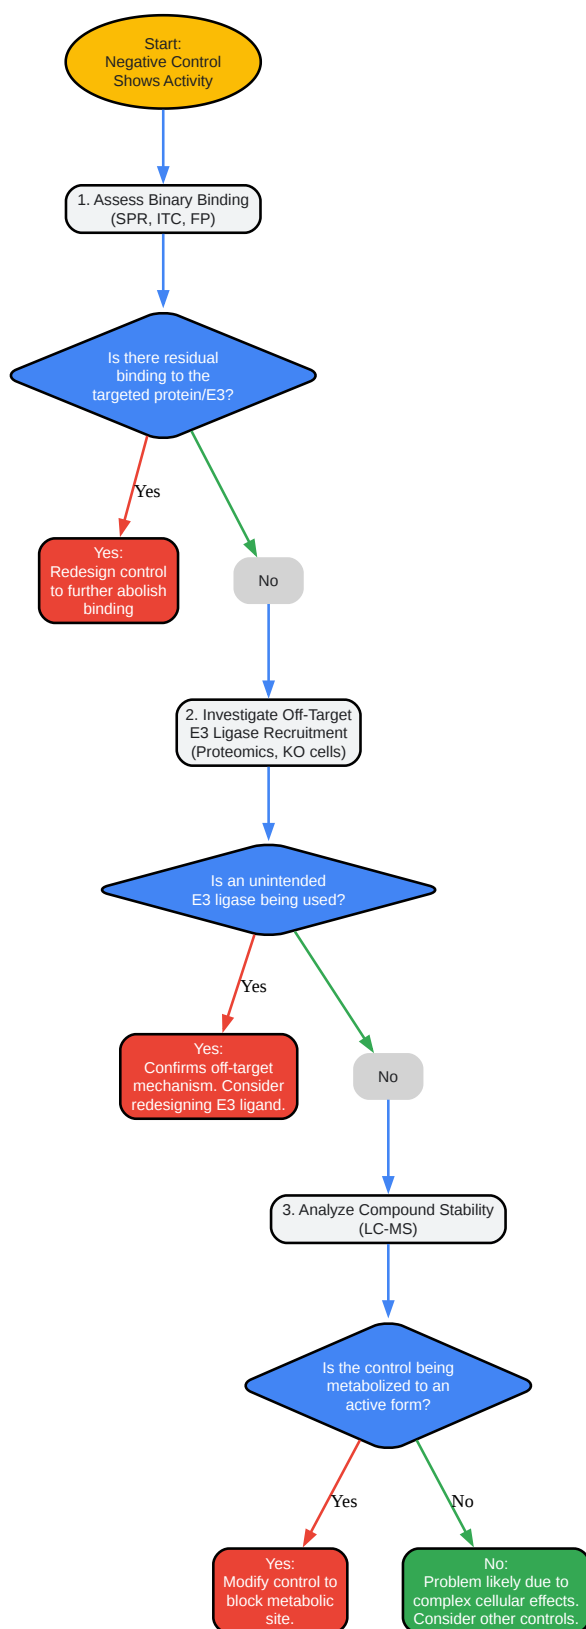 Start:
Negative Control
Shows Activity
1. Assess Binary Binding
(SPR, ITC, FP)
Is there residual
binding to the
targeted protein/E3?
Yes
Yes:
Redesign control
to further abolish
binding
No
2. Investigate Off-Target
E3 Ligase Recruitment
(Proteomics, KO cells)
Is an unintended
E3 ligase being used?
Yes
Yes:
Confirms off-target
mechanism. Consider
redesigning E3 ligand.
No
3. Analyze Compound Stability
(LC-MS)
Is the control being
metabolized to an
active form?
Yes
No
Yes:
Modify control to
block metabolic
site.
No:
Problem likely due to
complex cellular effects.
Consider other controls.